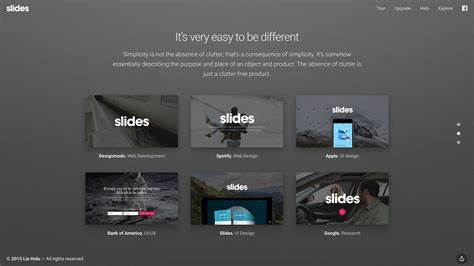 slides
Tour Upgrade Help Explore
It's very easy to be different
Simplicity is not the absence of clutter, that's a consequence of simplicity. It's somehow
essentially describing the purpose and place of an object and product. The absence of clutter is
just a clutter-free product.
slides
slides
slides
Designmodo, Web Development
Spotify, Web Design
Apple, UI design
slides
slides
Bank of America, UI/UX
Slides, UI Design
Google, Research
© 2015 Lia Holu — All rights reserved.